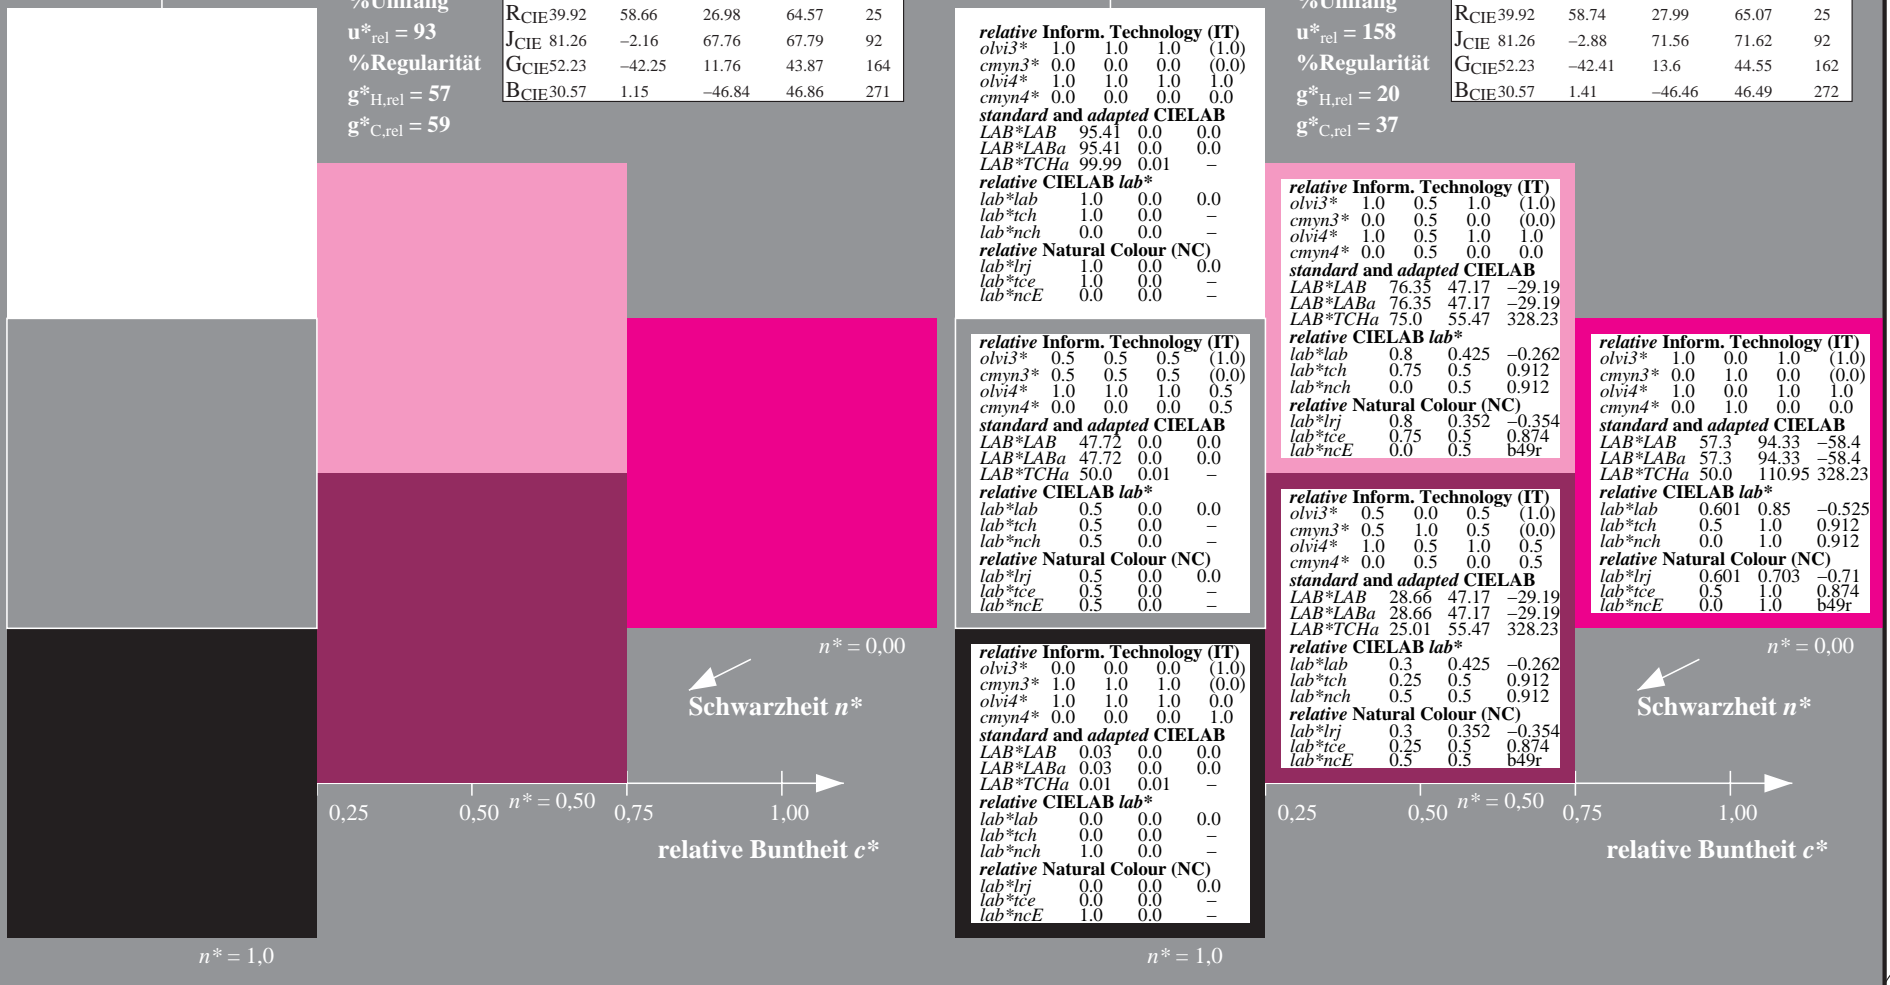 %Umfang
u*rel = 93
%Regularität
g*H,rel = 57
g*C,rel = 59
RCIE 39.92 58.66 26.98 64.57 25
JCIE 81.26 –2.16 67.76 67.79 92
GCIE 52.23 –42.25 11.76 43.87 164
BCIE 30.57 1.15 –46.84 46.86 271
n* = 0,00
Schwarzheit n*
0,25 0,50 n* = 0,50 0,75 1,00
relative Buntheit c*
n* = 1,0
%Umfang
u*rel = 158
%Regularität
g*H,rel = 20
g*C,rel = 37
RCIE 39.92 58.74 27.99 65.07 25
JCIE 81.26 –2.88 71.56 71.62 92
GCIE 52.23 –42.41 13.6 44.55 162
BCIE 30.57 1.41 –46.46 46.49 272
relative Inform. Technology (IT)
olvi3* 1.0 1.0 1.0 (1.0)
cmyn3* 0.0 0.0 0.0 (0.0)
olvi4* 1.0 1.0 1.0 1.0
cmyn4* 0.0 0.0 0.0 0.0
standard and adapted CIELAB
LAB*LAB 95.41 0.0 0.0
LAB*LABa 95.41 0.0 0.0
LAB*TCHa 99.99 0.01 –
relative CIELAB lab*
lab*lab 1.0 0.0 0.0
lab*tch 1.0 0.0 –
lab*nch 0.0 0.0 –
relative Natural Colour (NC)
lab*lrj 1.0 0.0 0.0
lab*tce 1.0 0.0 –
lab*ncE 0.0 0.0 –
relative Inform. Technology (IT)
olvi3* 1.0 0.5 1.0 (1.0)
cmyn3* 0.0 0.5 0.0 (0.0)
olvi4* 1.0 0.5 1.0 1.0
cmyn4* 0.0 0.5 0.0 0.0
standard and adapted CIELAB
LAB*LAB 76.35 47.17 –29.19
LAB*LABa 76.35 47.17 –29.19
LAB*TCHa 75.0 55.47 328.23
relative CIELAB lab*
lab*lab 0.8 0.425 –0.262
lab*tch 0.75 0.5 0.912
lab*nch 0.0 0.5 0.912
relative Natural Colour (NC)
lab*lrj 0.8 0.352 –0.354
lab*tce 0.75 0.5 0.874
lab*ncE 0.0 0.5 b49r
relative Inform. Technology (IT)
olvi3* 0.5 0.5 0.5 (1.0)
cmyn3* 0.5 0.5 0.5 (0.0)
olvi4* 1.0 1.0 1.0 0.5
cmyn4* 0.0 0.0 0.0 0.5
standard and adapted CIELAB
LAB*LAB 47.72 0.0 0.0
LAB*LABa 47.72 0.0 0.0
LAB*TCHa 50.0 0.01 –
relative CIELAB lab*
lab*lab 0.5 0.0 0.0
lab*tch 0.5 0.0 –
lab*nch 0.5 0.0 –
relative Natural Colour (NC)
lab*lrj 0.5 0.0 0.0
lab*tce 0.5 0.0 –
lab*ncE 0.5 0.0 –
relative Inform. Technology (IT)
olvi3* 1.0 0.0 1.0 (1.0)
cmyn3* 0.0 1.0 0.0 (0.0)
olvi4* 1.0 0.0 1.0 1.0
cmyn4* 0.0 1.0 0.0 0.0
standard and adapted CIELAB
LAB*LAB 57.3 94.33 –58.4
LAB*LABa 57.3 94.33 –58.4
LAB*TCHa 50.0 110.95 328.23
relative CIELAB lab*
lab*lab 0.601 0.85 –0.525
lab*tch 0.5 1.0 0.912
lab*nch 0.0 1.0 0.912
relative Natural Colour (NC)
lab*lrj 0.601 0.703 –0.71
lab*tce 0.5 1.0 0.874
lab*ncE 0.0 1.0 b49r
relative Inform. Technology (IT)
olvi3* 0.5 0.0 0.5 (1.0)
cmyn3* 0.5 1.0 0.5 (0.0)
olvi4* 1.0 0.5 1.0 0.5
cmyn4* 0.0 0.5 0.0 0.5
standard and adapted CIELAB
LAB*LAB 28.66 47.17 –29.19
LAB*LABa 28.66 47.17 –29.19
LAB*TCHa 25.01 55.47 328.23
relative CIELAB lab*
lab*lab 0.3 0.425 –0.262
lab*tch 0.25 0.5 0.912
lab*nch 0.5 0.5 0.912
relative Natural Colour (NC)
lab*lrj 0.3 0.352 –0.354
lab*tce 0.25 0.5 0.874
lab*ncE 0.5 0.5 b49r
relative Inform. Technology (IT)
olvi3* 0.0 0.0 0.0 (1.0)
cmyn3* 1.0 1.0 1.0 (0.0)
olvi4* 1.0 1.0 1.0 0.0
cmyn4* 0.0 0.0 0.0 1.0
standard and adapted CIELAB
LAB*LAB 0.03 0.0 0.0
LAB*LABa 0.03 0.0 0.0
LAB*TCHa 0.01 0.01 –
relative CIELAB lab*
lab*lab 0.0 0.0 0.0
lab*tch 0.0 0.0 –
lab*nch 1.0 0.0 –
relative Natural Colour (NC)
lab*lrj 0.0 0.0 0.0
lab*tce 0.0 0.0 –
lab*ncE 1.0 0.0 –
n* = 0,00
Schwarzheit n*
0,25 0,50 n* = 0,50 0,75 1,00
relative Buntheit c*
n* = 1,0